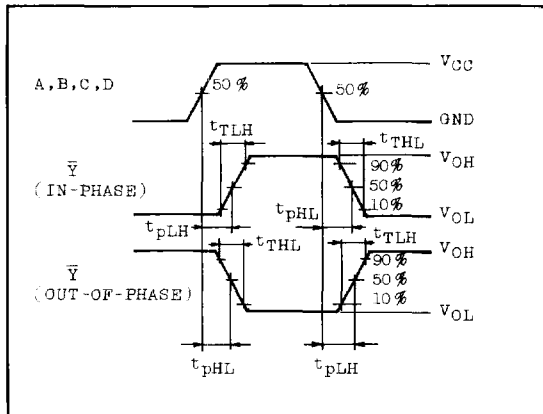 VCC
A,B,C,D
50%
50%
GND
tTLH
tTHL
VOH
Y̅
(IN-PHASE)
90%
50%
10%
tpLH
tpHL
VOL
tTHL
tTLH
VOH
Y̅
(OUT-OF-PHASE)
90%
50%
10%
VOL
tpHL
tpLH